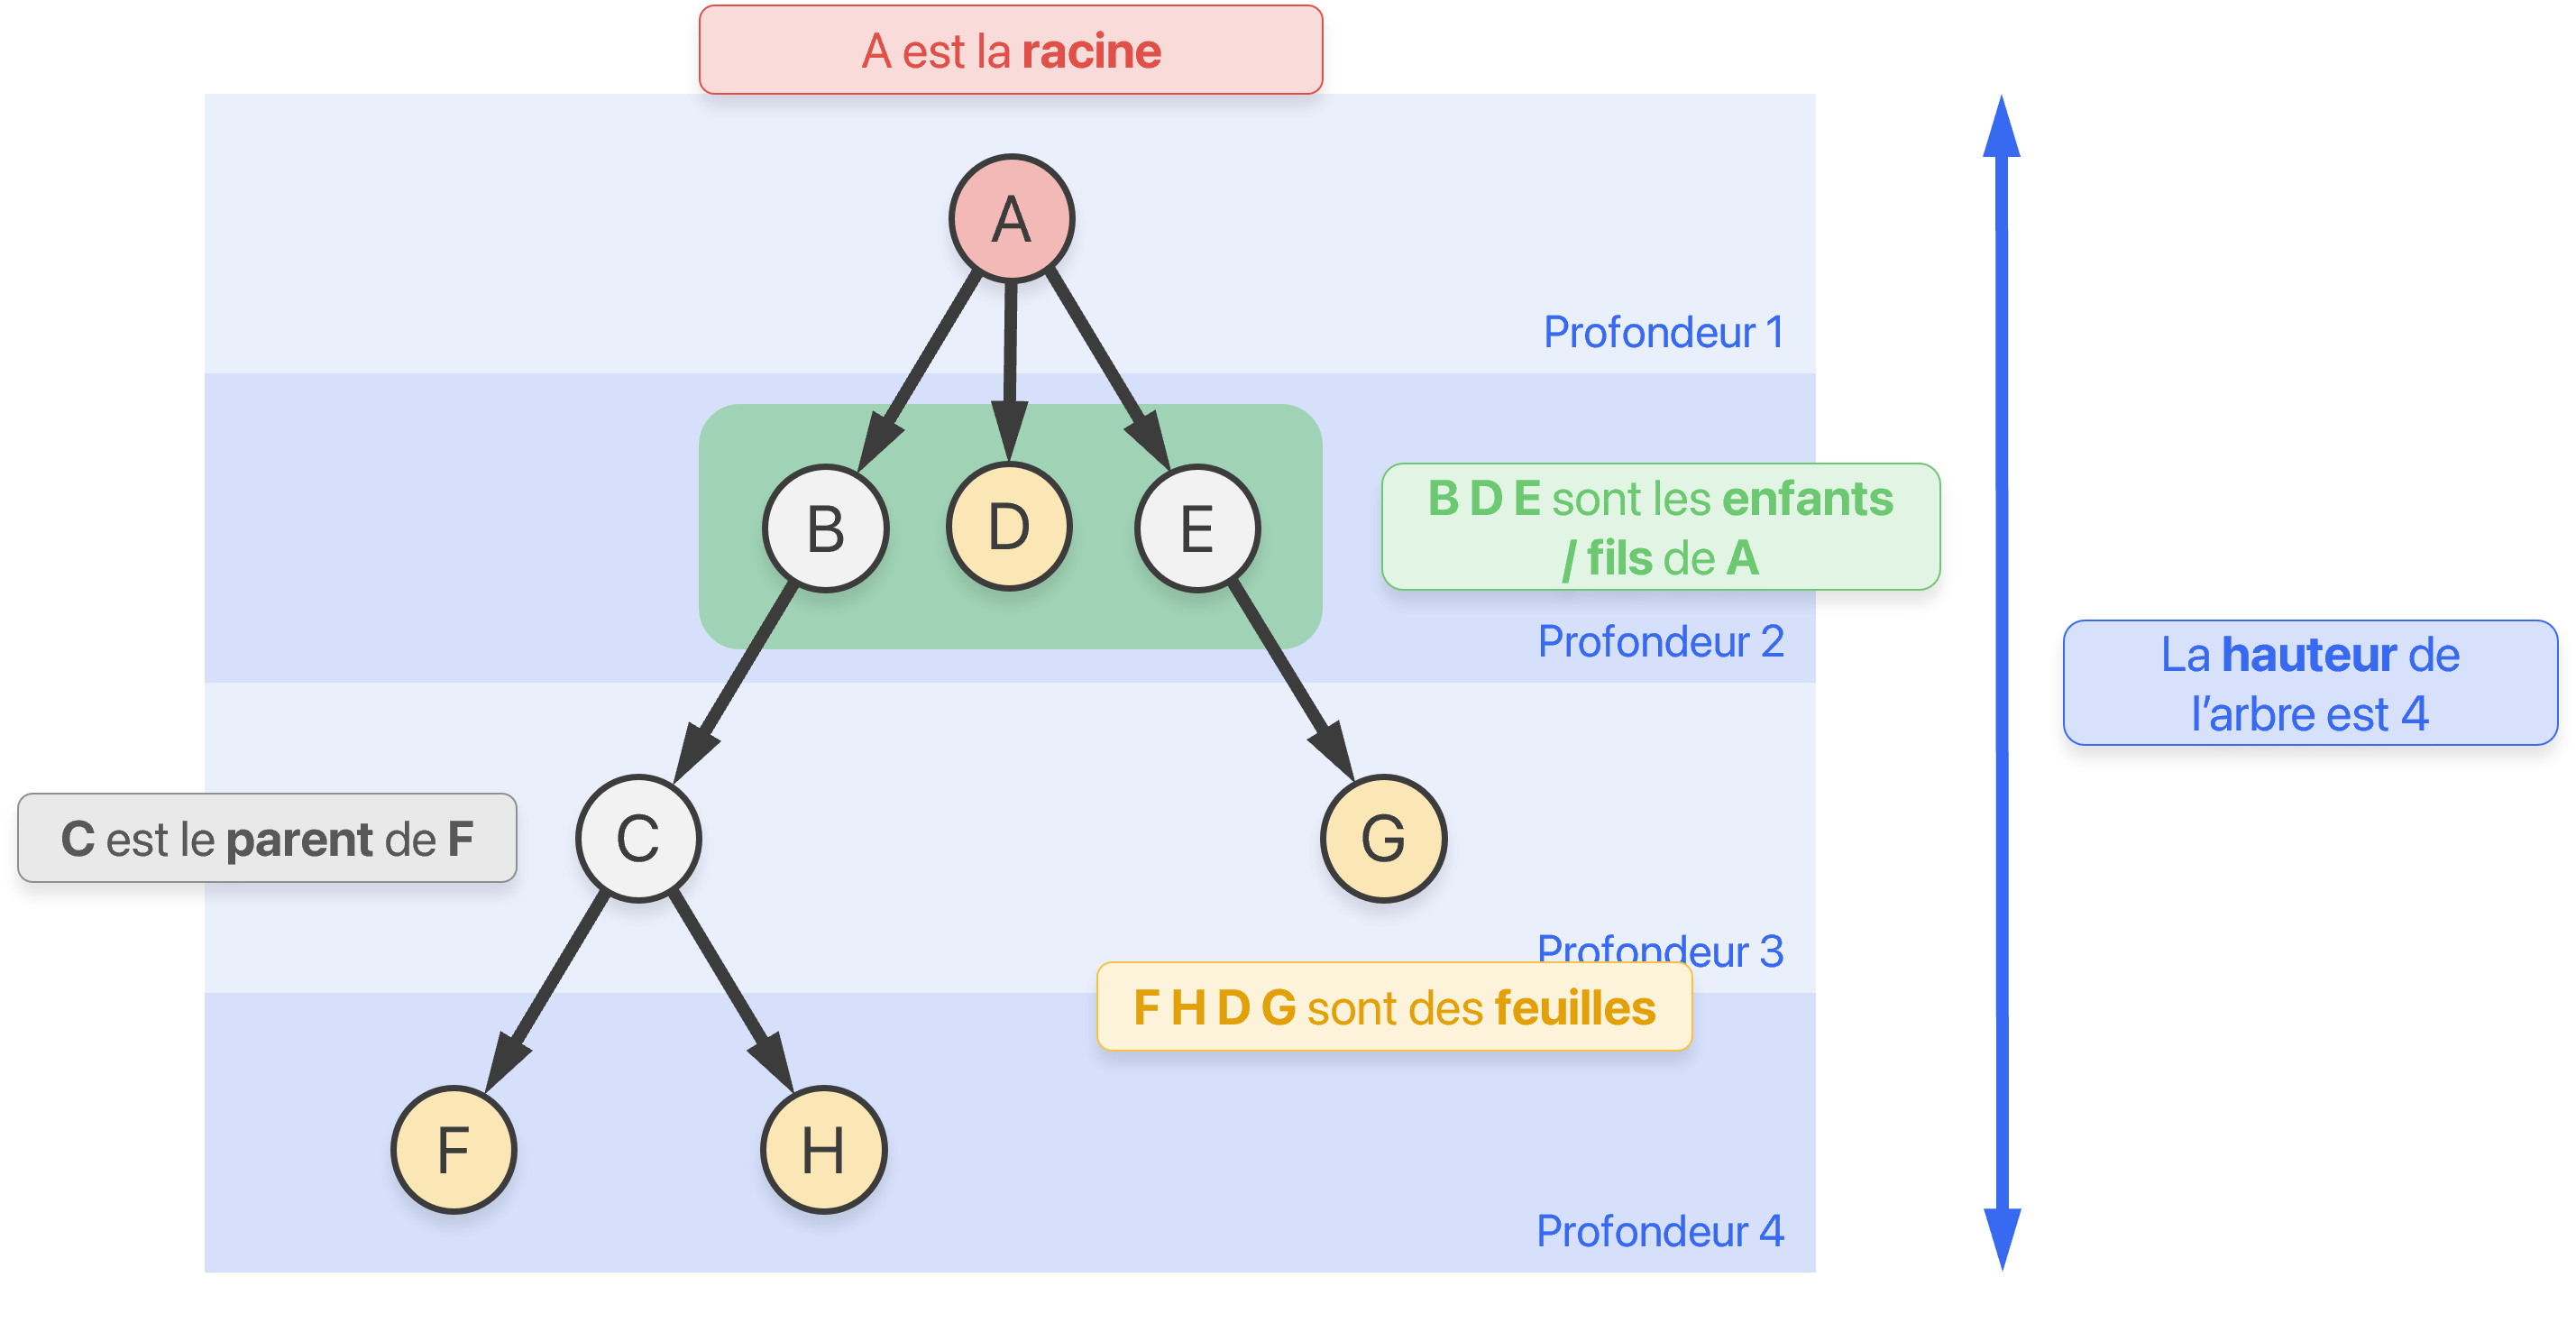 A est la racine
A
Profondeur 1
B
D
E
B D E sont les enfants
/ fils de A
Profondeur 2
La hauteur de
l’arbre est 4
C est le parent de F
C
G
Profondeur 3
F H D G sont des feuilles
F
H
Profondeur 4